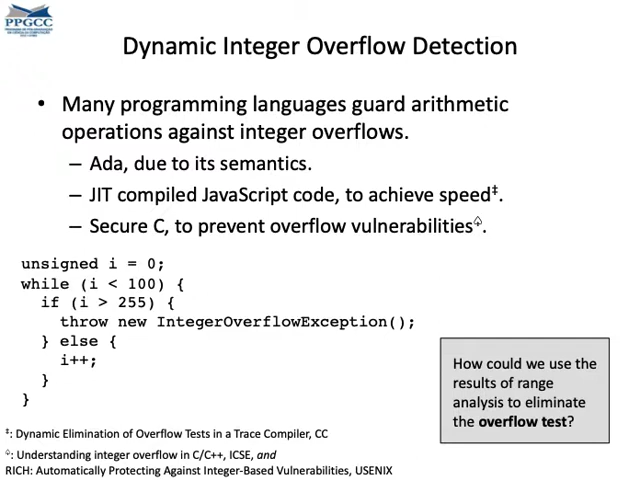 PPGCC
Dynamic Integer Overflow Detection
• Many programming languages guard arithmetic
operations against integer overflows.
– Ada, due to its semantics.
– JIT compiled JavaScript code, to achieve speed‡.
– Secure C, to prevent overflow vulnerabilities♤.
unsigned i = 0;
while (i < 100) {
  if (i > 255) {
    throw new IntegerOverflowException();
  } else {
    i++;
  }
}
How could we use the
results of range
analysis to eliminate
the overflow test?
‡: Dynamic Elimination of Overflow Tests in a Trace Compiler, CC
♤: Understanding integer overflow in C/C++, ICSE, and
RICH: Automatically Protecting Against Integer-Based Vulnerabilities, USENIX